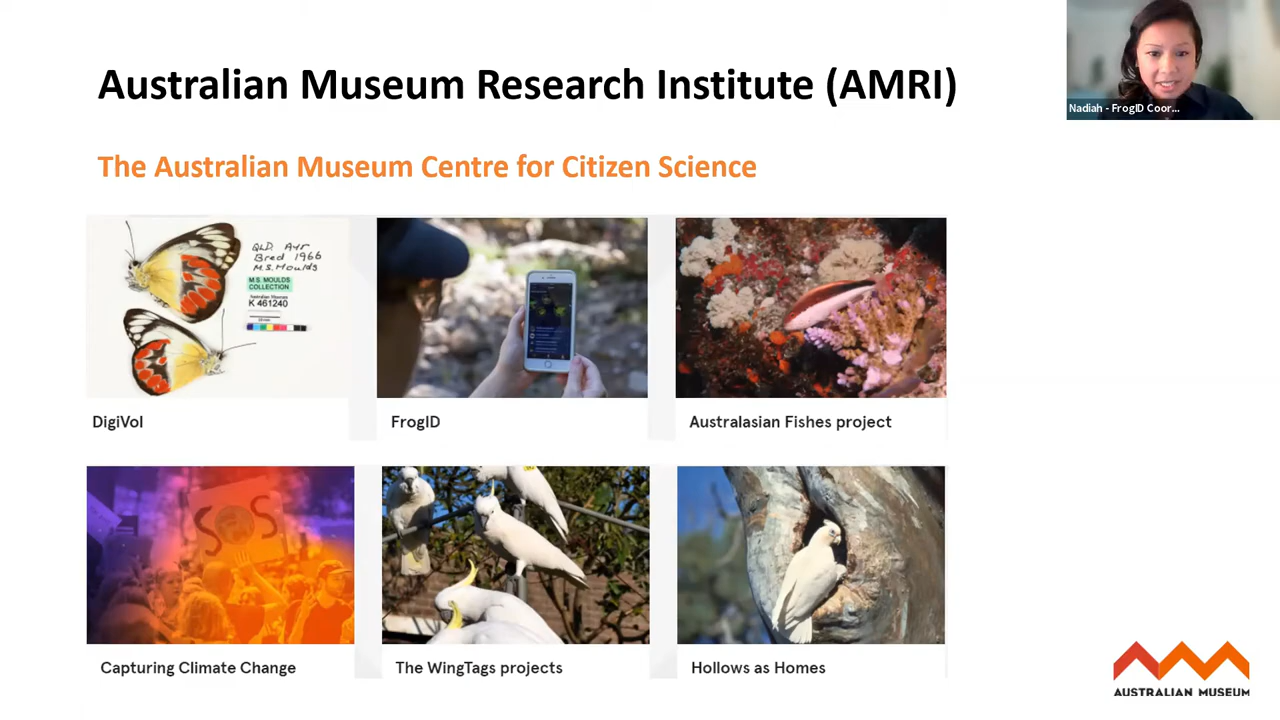 Australian Museum Research Institute (AMRI)
Nadiah - FrogID Coor...
The Australian Museum Centre for Citizen Science
QLD. Ayr
Bred 1966
M.S. Moulds
M.S. MOULDS
COLLECTION
Australian Museum
K 461240
DigiVol
FrogID
Australasian Fishes project
SOS
Capturing Climate Change
The WingTags projects
Hollows as Homes
AUSTRALIAN MUSEUM